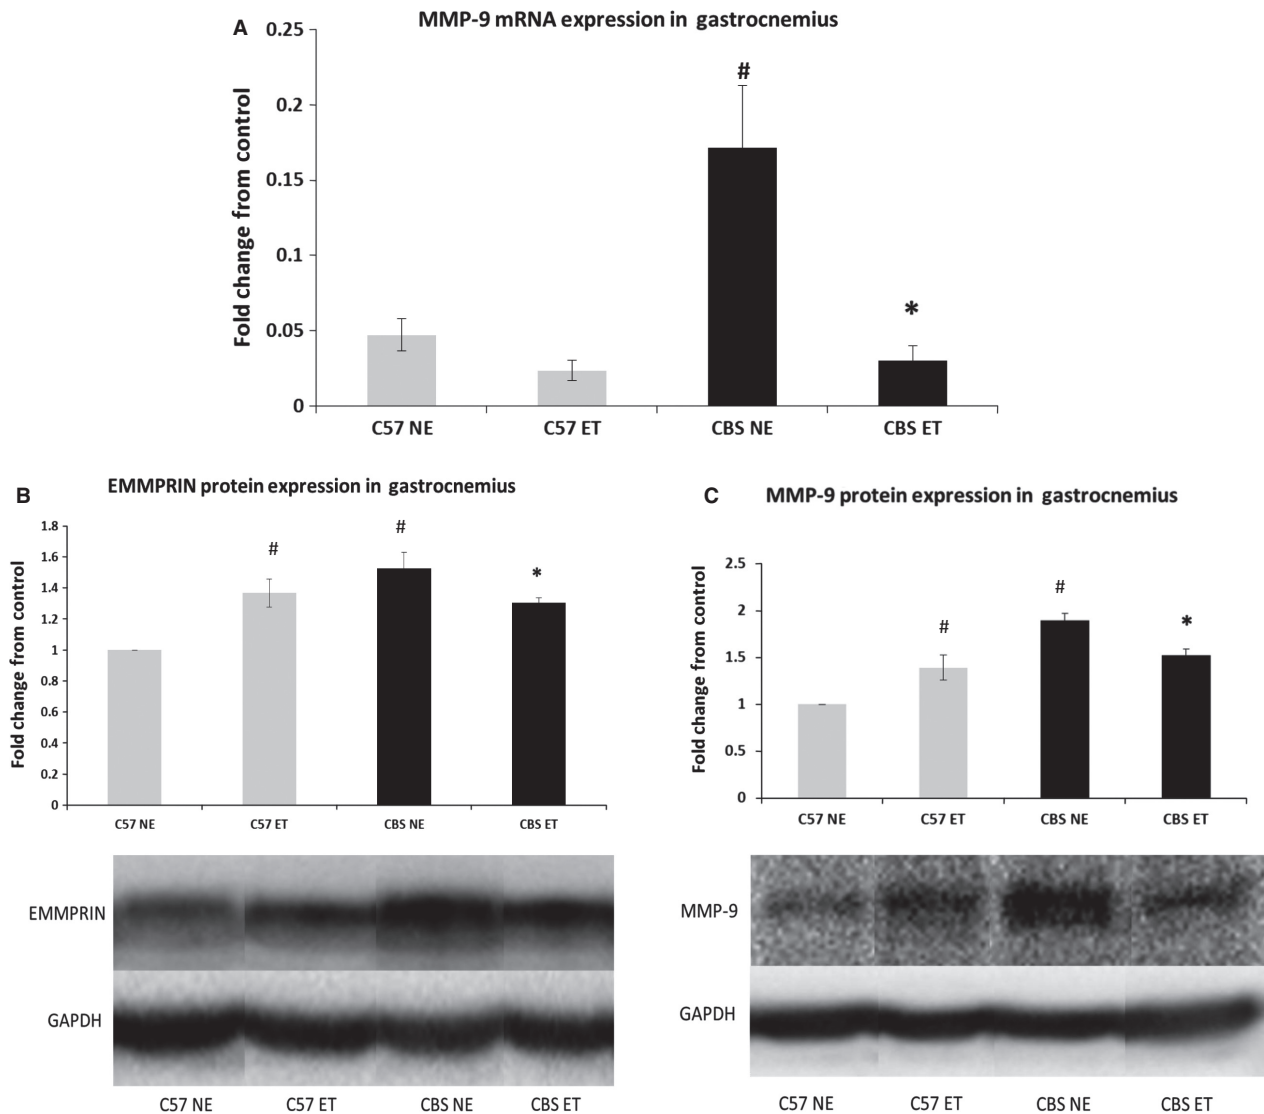 A
MMP-9 mRNA expression in gastrocnemius
Fold change from control
0.25
0.2
0.15
0.1
0.05
0
#
*
C57 NE C57 ET CBS NE CBS ET
B
EMMPRIN protein expression in gastrocnemius
Fold change from control
1.8
1.6
1.4
1.2
1
0.8
0.6
0.4
0.2
0
#
#
*
C57 NE C57 ET CBS NE CBS ET
EMMPRIN
GAPDH
C57 NE C57 ET CBS NE CBS ET
C
MMP-9 protein expression in gastrocnemius
Fold change from control
2.5
2
1.5
1
0.5
0
#
#
*
C57 NE C57 ET CBS NE CBS ET
MMP-9
GAPDH
C57 NE C57 ET CBS NE CBS ET